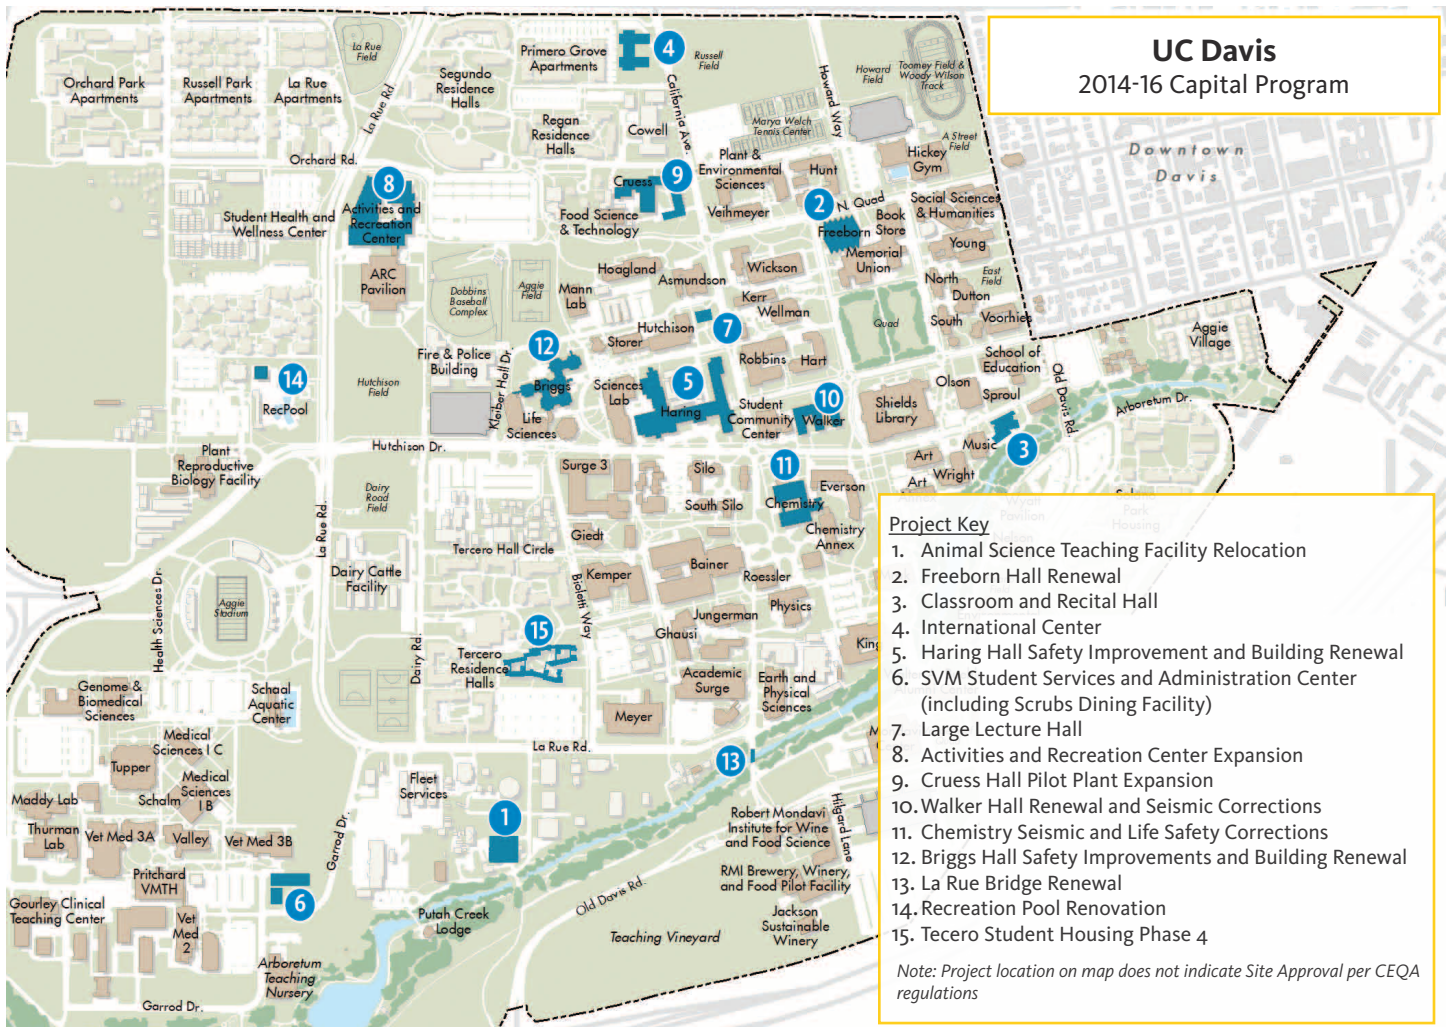 UC Davis
2014-16 Capital Program
Orchard Park
Apartments
Russell Park
Apartments
La Rue
Apartments
La Rue
Field
La Rue Rd.
Segundo
Residence
Halls
Primero Grove
Apartments
4
Russell
Field
California Ave.
Regan
Residence
Halls
Cowell
Howard Way
Howard
Field
Toomey Field &
Woody Wilson
Track
Marya Welch
Tennis Center
A Street
Field
Hickey
Gym
Downtown
Davis
Orchard Rd.
8
Activities and
Recreation
Center
Student Health and
Wellness Center
ARC
Pavilion
Cruess
9
Plant &
Environmental
Sciences
Hunt
Food Science
& Technology
Veihmeyer
2
N. Quad
Freeborn
Book
Store
Social Sciences
& Humanities
Memorial
Union
Young
Hoagland
Asmundson
Wickson
Mann
Lab
Dobbins
Baseball
Complex
Aggie
Field
Kerr
Wellman
North
East
Field
Dutton
South
Voorhies
Quad
Hutchison
Storer
7
12
Fire & Police
Building
Kleiber Hall Dr.
Briggs
Sciences
Lab
5
Haring
Robbins
Hart
School of
Education
Aggie
Village
Olson
Sproul
Old Davis Rd.
Arboretum Dr.
14
RecPool
Hutchison
Field
Life
Sciences
Student
Community
Center
10
Walker
Shields
Library
Music
3
Hutchison Dr.
Plant
Reproductive
Biology Facility
Surge 3
Silo
South Silo
11
Chemistry
Everson
Chemistry
Annex
Art
Wright
Art
Dairy
Road
Field
La Rue Rd.
Giedt
Tercero Hall Circle
Dairy Cattle
Facility
Kemper
Bainer
Roessler
Physics
Bioletti Way
Health Sciences Dr.
Aggie
Stadium
Dairy Rd.
15
Tercero
Residence
Halls
Jungerman
Ghausi
Academic
Surge
Earth and
Physical
Sciences
Meyer
La Rue Rd.
13
Genome &
Biomedical
Sciences
Schaal
Aquatic
Center
Medical
Sciences I C
Tupper
Medical
Sciences
I B
Schalm
Maddy Lab
Thurman
Lab
Vet Med 3A
Valley
Vet Med 3B
Garrod Dr.
Fleet
Services
1
Pritchard
VMTH
6
Gourley Clinical
Teaching Center
Vet
Med
2
Arboretum
Teaching
Nursery
Garrod Dr.
Putah Creek
Lodge
Old Davis Rd.
Robert Mondavi
Institute for Wine
and Food Science
Hilgard Lane
RMI Brewery, Winery,
and Food Pilot Facility
Jackson
Sustainable
Winery
Teaching Vineyard
Project Key
1. Animal Science Teaching Facility Relocation
2. Freeborn Hall Renewal
3. Classroom and Recital Hall
4. International Center
5. Haring Hall Safety Improvement and Building Renewal
6. SVM Student Services and Administration Center
(including Scrubs Dining Facility)
7. Large Lecture Hall
8. Activities and Recreation Center Expansion
9. Cruess Hall Pilot Plant Expansion
10. Walker Hall Renewal and Seismic Corrections
11. Chemistry Seismic and Life Safety Corrections
12. Briggs Hall Safety Improvements and Building Renewal
13. La Rue Bridge Renewal
14. Recreation Pool Renovation
15. Tecero Student Housing Phase 4
Note: Project location on map does not indicate Site Approval per CEQA
regulations